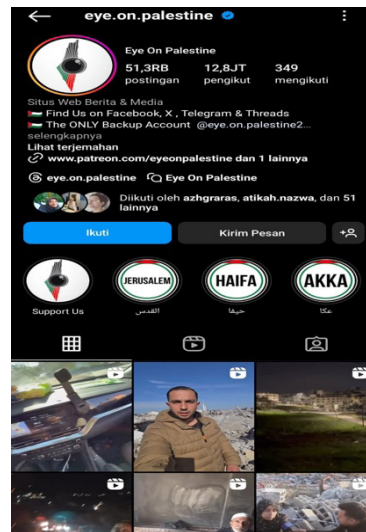 eye.on.palestine
Eye On Palestine
51,3RB 12,8JT 349
postingan pengikut mengikuti
Situs Web Berita & Media
🇵🇸 Find Us on Facebook, X , Telegram & Threads
🇵🇸 The ONLY Backup Account @eye.on.palestine2...
selengkapnya
Lihat terjemahan
www.patreon.com/eyeonpalestine dan 1 lainnya
eye.on.palestine Eye On Palestine
Diikuti oleh azhgraras, atikah.nazwa, dan 51
lainnya
Ikuti Kirim Pesan
JERUSALEM HAIFA AKKA
Support Us القدس حيفا عكا